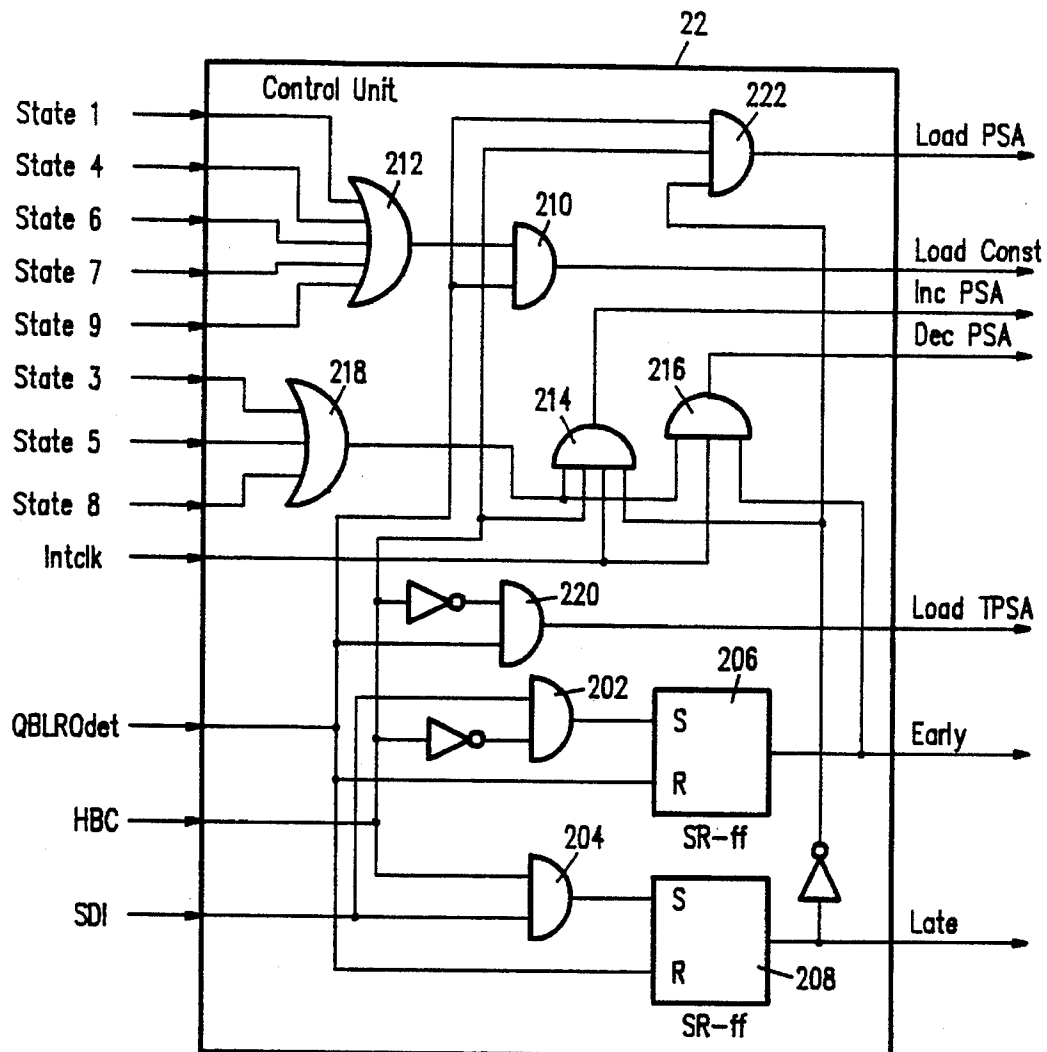 22
Control Unit
State 1
State 4
State 6
State 7
State 9
State 3
State 5
State 8
Intclk
QBLROdet
HBC
SDI
212
210
222
218
214
216
220
202
206
S
R
SR-ff
204
S
R
208
SR-ff
Load PSA
Load Const
Inc PSA
Dec PSA
Load TPSA
Early
Late